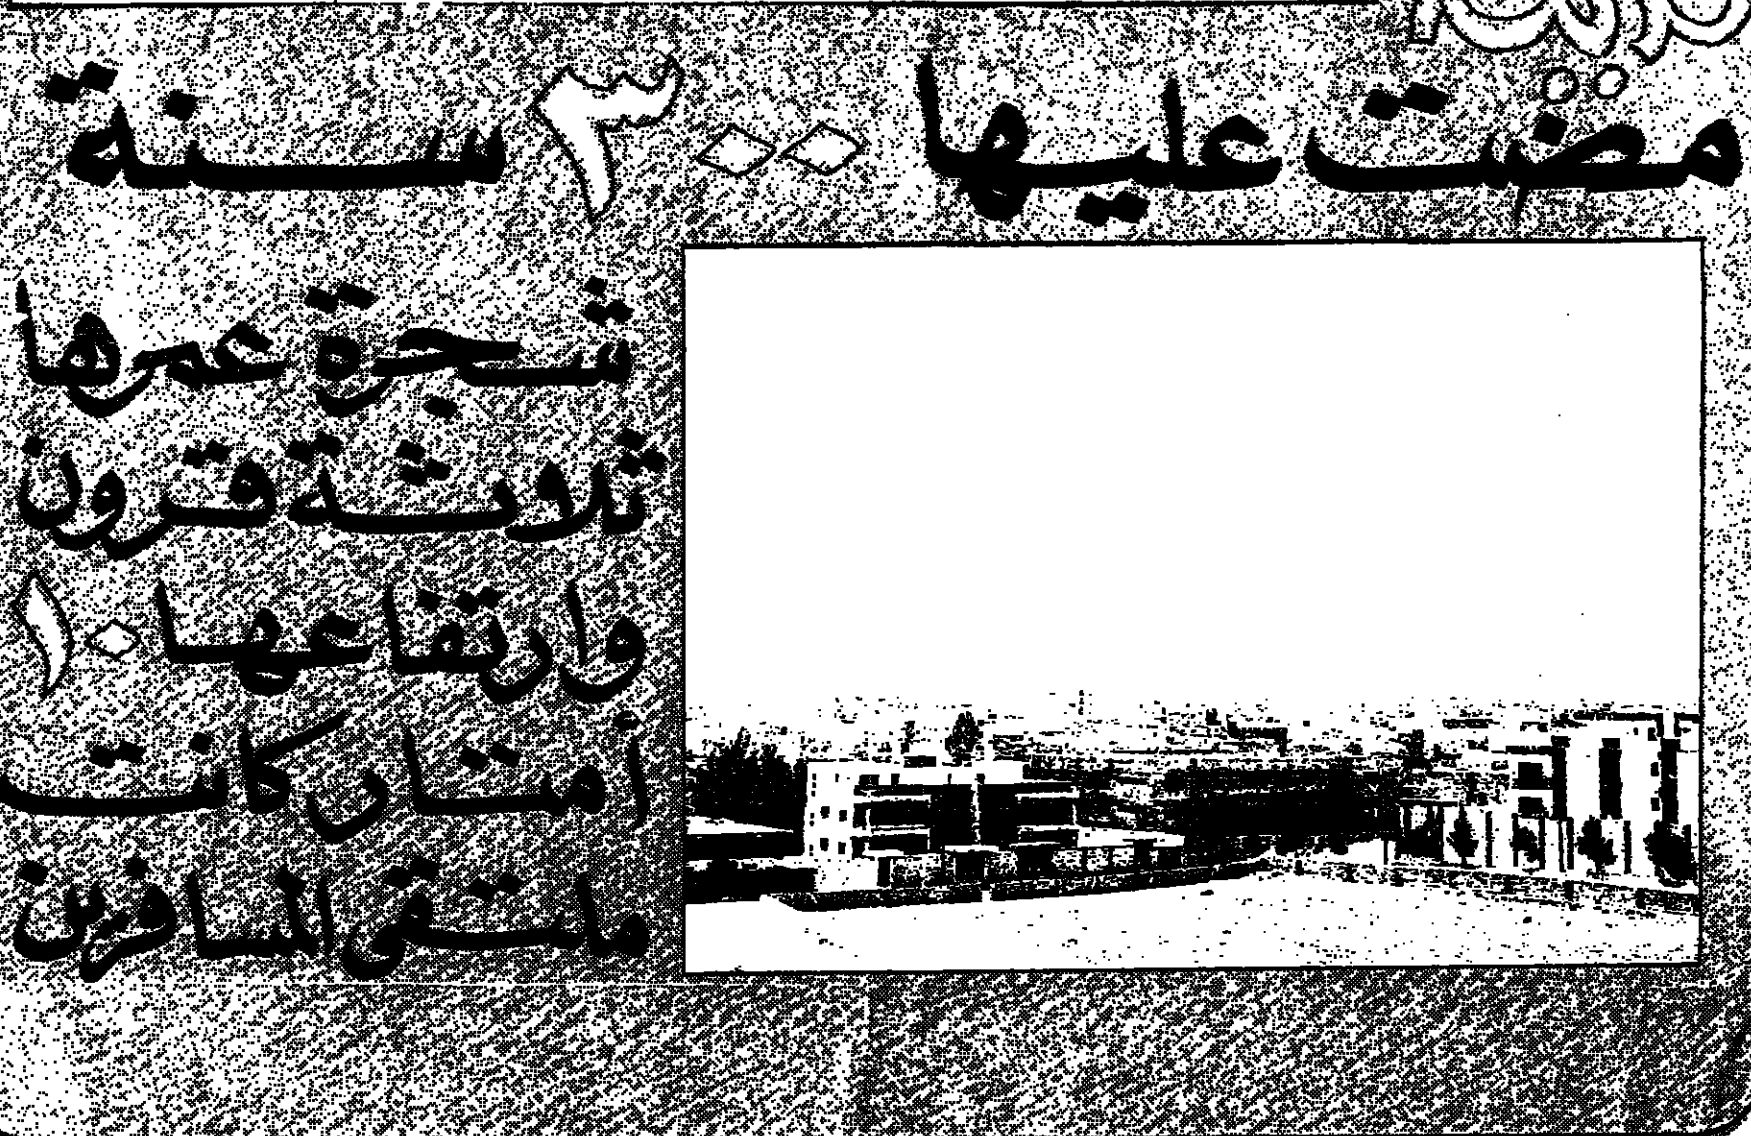 مضت عليها ٣٠٠ سنة
شجرة عمرها
ثلاثة قرون
وارتفاعها ١٠
أمتار كانت
ملتقى المسافرين